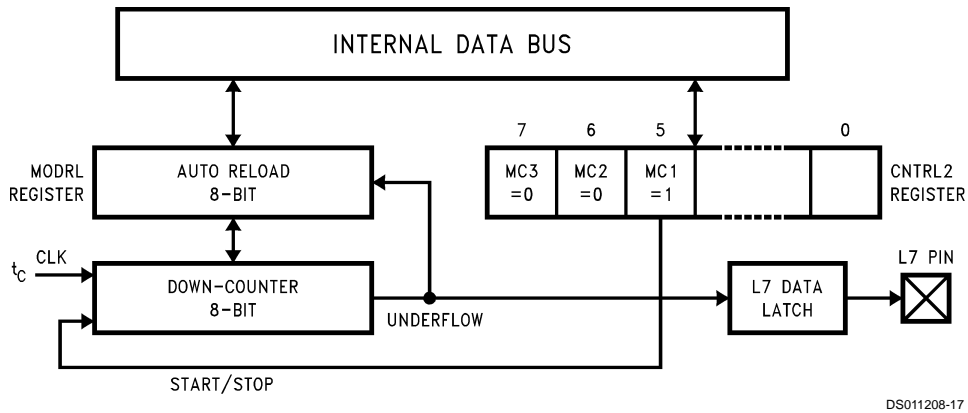 INTERNAL DATA BUS
7 6 5 0
MODRL
REGISTER
AUTO RELOAD
8-BIT
MC3
=0
MC2
=0
MC1
=1
CNTRL2
REGISTER
tC CLK
DOWN-COUNTER
8-BIT
UNDERFLOW
L7 DATA
LATCH
L7 PIN
START/STOP
DS011208-17